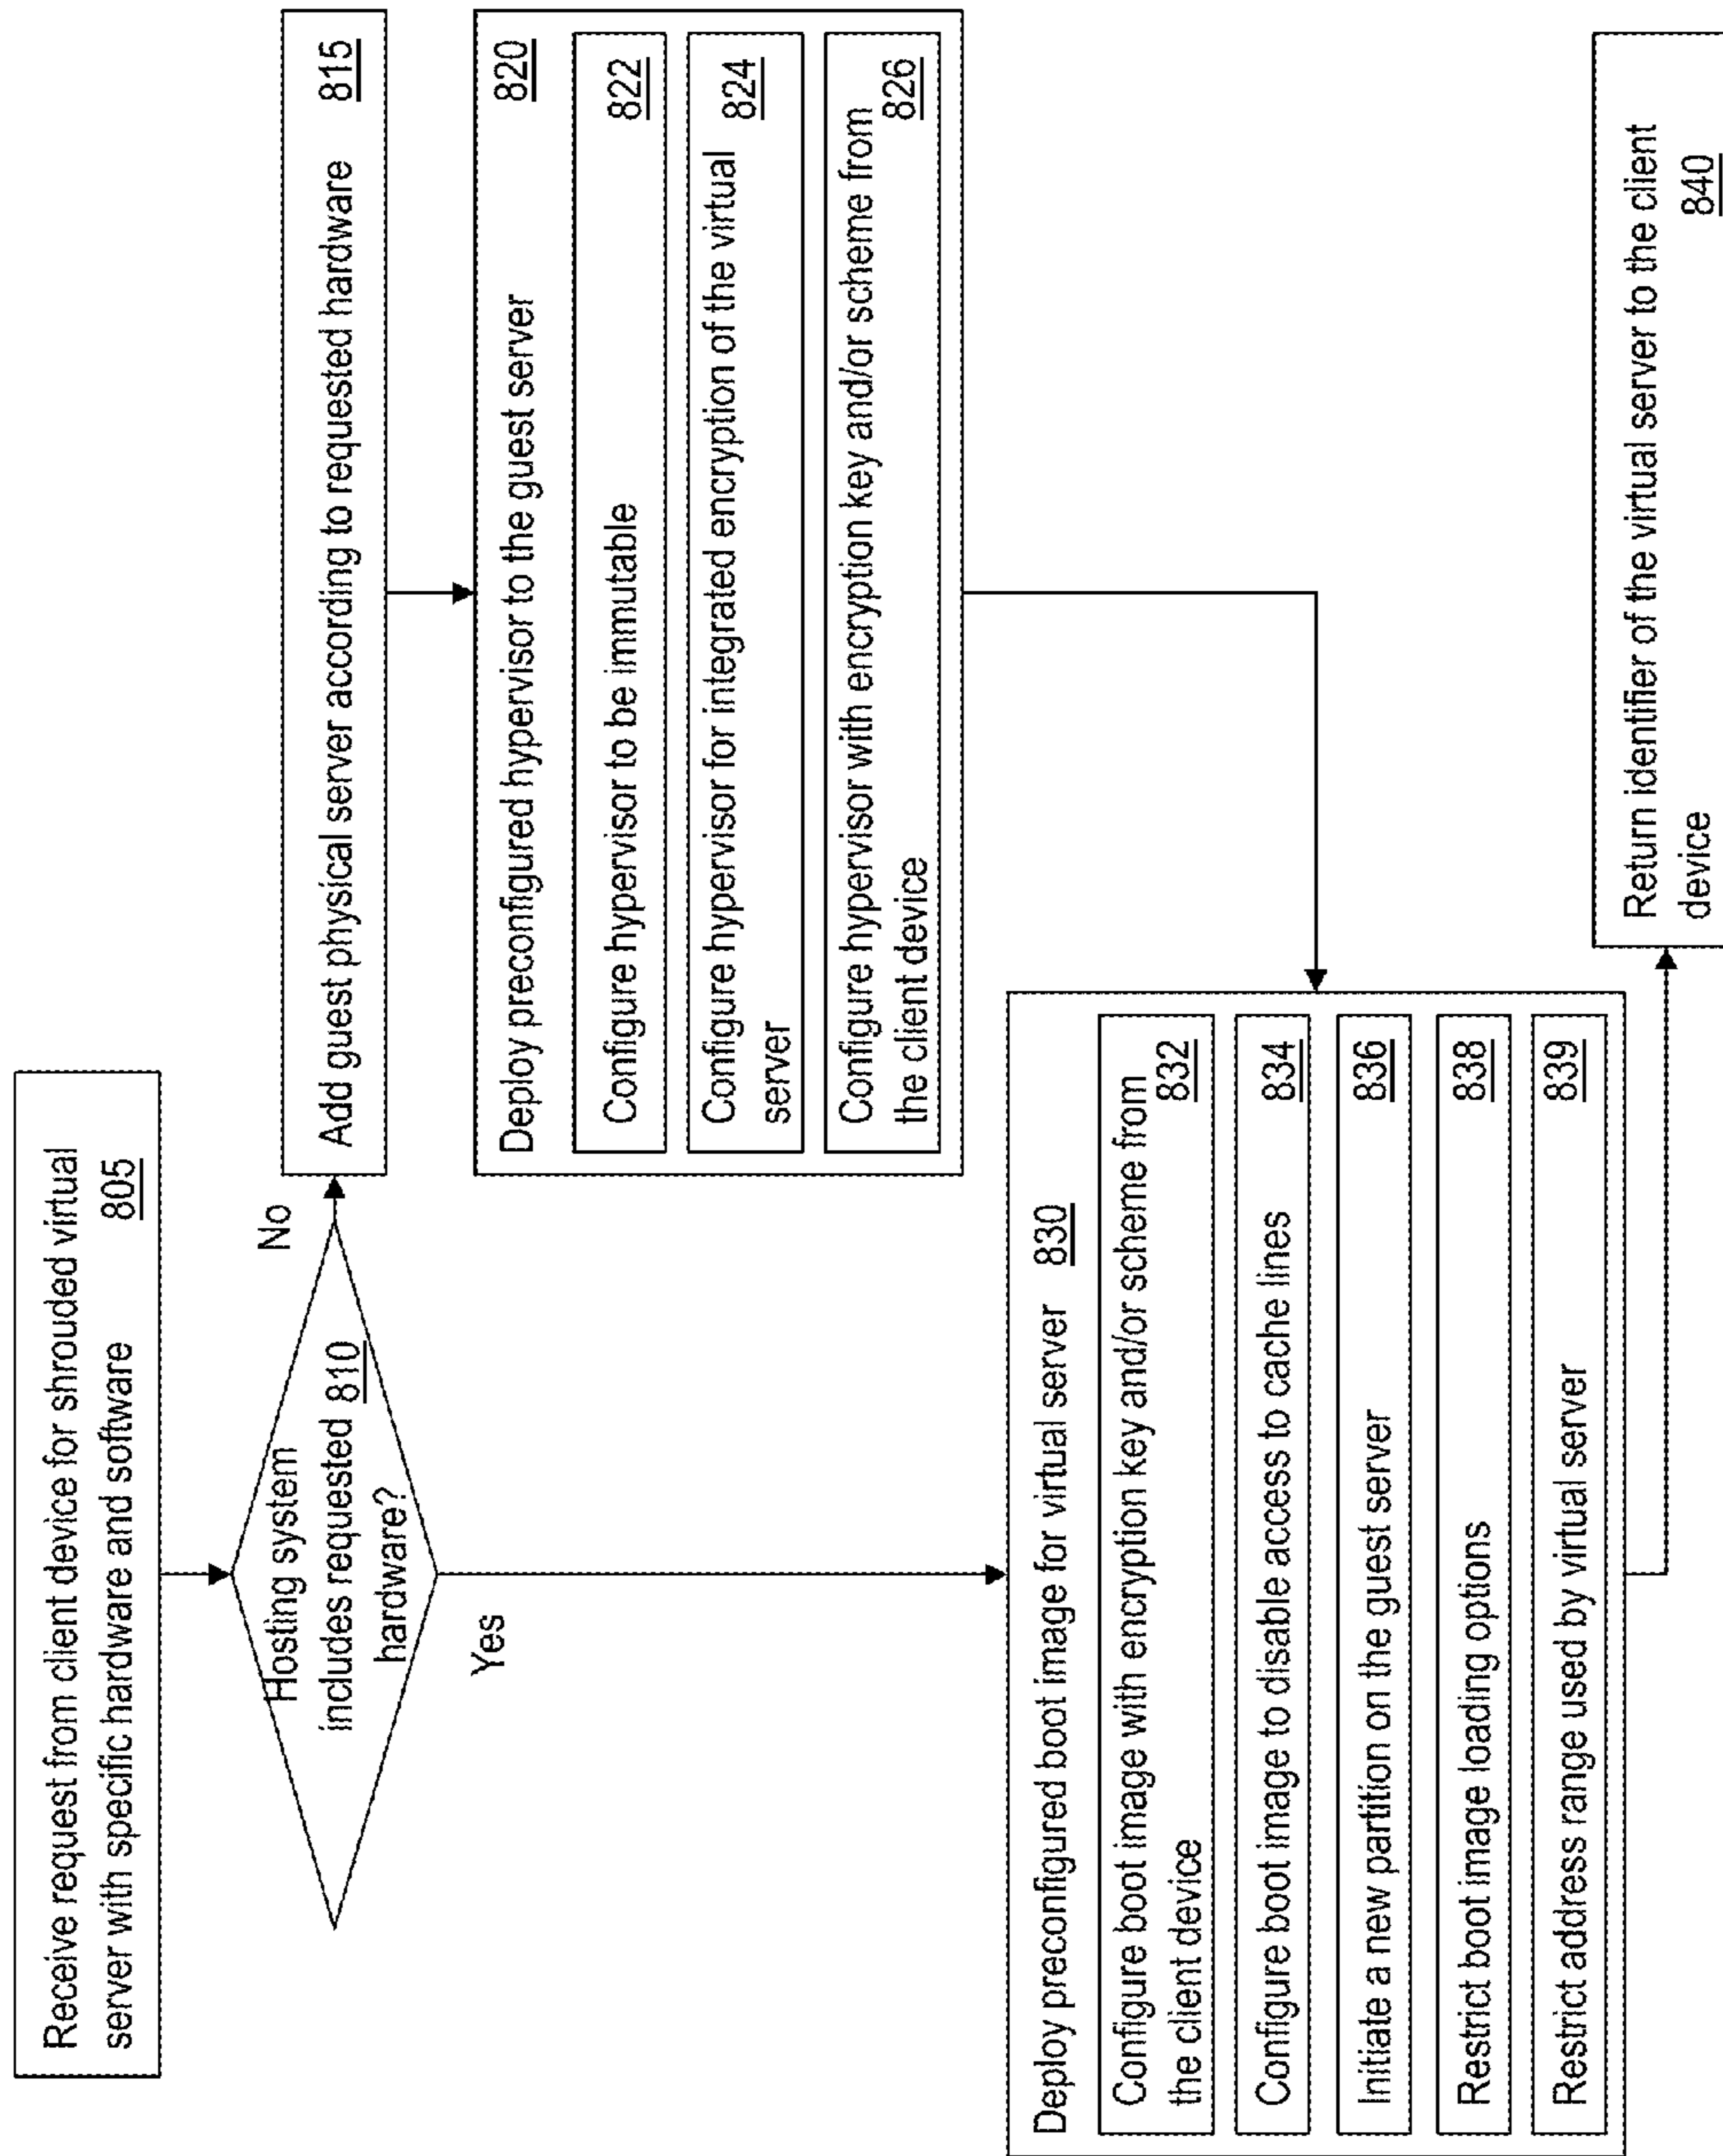 Receive request from client device for shrouded virtual
server with specific hardware and software 805
Hosting system
includes requested 810
hardware?
No
Yes
Add guest physical server according to requested hardware 815
Deploy preconfigured hypervisor to the guest server 820
Configure hypervisor to be immutable 822
Configure hypervisor for integrated encryption of the virtual
server 824
Configure hypervisor with encryption key and/or scheme from
the client device 826
Deploy preconfigured boot image for virtual server 830
Configure boot image with encryption key and/or scheme from
the client device 832
Configure boot image to disable access to cache lines 834
Initiate a new partition on the guest server 836
Restrict boot image loading options 838
Restrict address range used by virtual server 839
Return identifier of the virtual server to the client
device 840